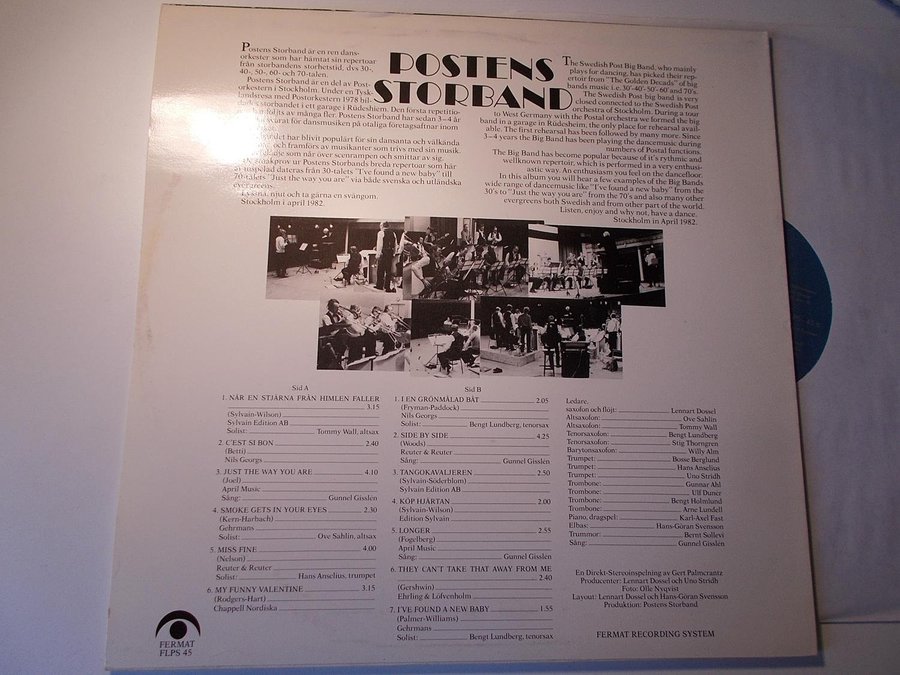 POSTENS
STORBAND
Postens Storband är en ren dans-
orkester som har hämtat sin repertoar
från storbandens storhetstid, dvs 30-,
40-, 50-, 60- och 70-talen.
Postens Storband är en del av Post-
orkestern i Stockholm. Under en Tysk-
landsresa med Postorkestern 1978 bil-
dades storbandet i ett garage i Rüdesheim. Den första repetitio-
följts av många fler. Postens Storband har sedan 3–4 år
svarat för dansmusiken på otaliga företagsaftnar inom
det har blivit populärt för sin dansanta och välkända
och framförs av musikanter som trivs med sin musik.
som når över scenrampen och smittar av sig.
smakprov ur Postens Storbands breda repertoar som här
är inspelad dateras från 30-talets "I've found a new baby" till
70-talets "Just the way you are" via både svenska och utländska
evergreens.
Lyssna, njut och ta gärna en svängom.
Stockholm i april 1982.
The Swedish Post Big Band, who mainly
plays for dancing, has picked their rep-
ertoir from "The Golden Decade" of big
bands music i.e. 30'-40'-50'-60' and 70's.
The Swedish Post big band is very
closed connected to the Swedish Post
orchestra of Stockholm. During a tour
to West Germany with the Postal orchestra we formed the big
band in a garage in Rüdesheim, the only place for rehearsal avail-
able. The first rehearsal has been followed by many more. Since
3–4 years the Big Band has been playing the dancemusic during
numbers of Postal functions.
The Big Band has become popular because of it's rythmic and
wellknown repertoir, which is performed in a very enthusi-
astic way. An enthusiasm you feel on the dancefloor.
In this album you will hear a few examples of the Big Bands
wide range of dancemusic like "I've found a new baby" from the
30's to "Just the way you are" from the 70's and also many other
evergreens both Swedish and from other part of the world.
Listen, enjoy and why not, have a dance.
Stockholm in April 1982.
Sid A
1. NÄR EN STJÄRNA FRÅN HIMLEN FALLER
3.15
(Sylvain-Wilson)
Sylvain Edition AB
Solist: Tommy Wall, altsax
2. C'EST SI BON 2.40
(Betti)
Nils Georgs
3. JUST THE WAY YOU ARE 4.10
(Joel)
April Music
Sång: Gunnel Gisslén
4. SMOKE GETS IN YOUR EYES 2.30
(Kern-Harbach)
Gehrmans
Solist: Ove Sahlin, altsax
5. MISS FINE 4.00
(Nelson)
Reuter & Reuter
Solist: Hans Anselius, trumpet
6. MY FUNNY VALENTINE 3.15
(Rodgers-Hart)
Chappell Nordiska
Sid B
1. I EN GRÖNMÅLAD BÅT 2.05
(Fryman-Paddock)
Nils Georgs
Solist: Bengt Lundberg, tenorsax
2. SIDE BY SIDE 4.25
(Woods)
Reuter & Reuter
Sång: Gunnel Gisslén
3. TANGOKAVALJEREN 2.50
(Sylvain-Söderblom)
Sylvain Edition AB
4. KÖP HJÄRTAN 2.00
(Sylvain-Wilson)
Edition Sylvain
5. LONGER 2.55
(Fogelberg)
April Music
Sång: Gunnel Gisslén
6. THEY CAN'T TAKE THAT AWAY FROM ME
2.40
(Gershwin)
Ehrling & Löfvenholm
7. I'VE FOUND A NEW BABY 1.55
(Palmer-Williams)
Gehrmans
Solist: Bengt Lundberg, tenorsax
Ledare,
saxofon och flöjt: Lennart Dossel
Altsaxofon: Ove Sahlin
Altsaxofon: Tommy Wall
Tenorsaxofon: Bengt Lundberg
Tenorsaxofon: Stig Thorngren
Barytonsaxofon: Willy Alm
Trumpet: Bosse Berglund
Trumpet: Hans Anselius
Trumpet: Uno Stridh
Trombone: Gunnar Ahl
Trombone: Ulf Duner
Trombone: Bengt Holmlund
Trombone: Arne Lundell
Piano, dragspel: Karl-Axel Fast
Elbas: Hans-Göran Svensson
Trummor: Bernt Sollevi
Sång: Gunnel Gisslén
En Direkt-Stereoinspelning av Gert Palmcrantz
Producenter: Lennart Dossel och Uno Stridh
Foto: Olle Nyqvist
Layout: Lennart Dossel och Hans-Göran Svensson
Produktion: Postens Storband
FERMAT RECORDING SYSTEM
FERMAT
FLPS 45